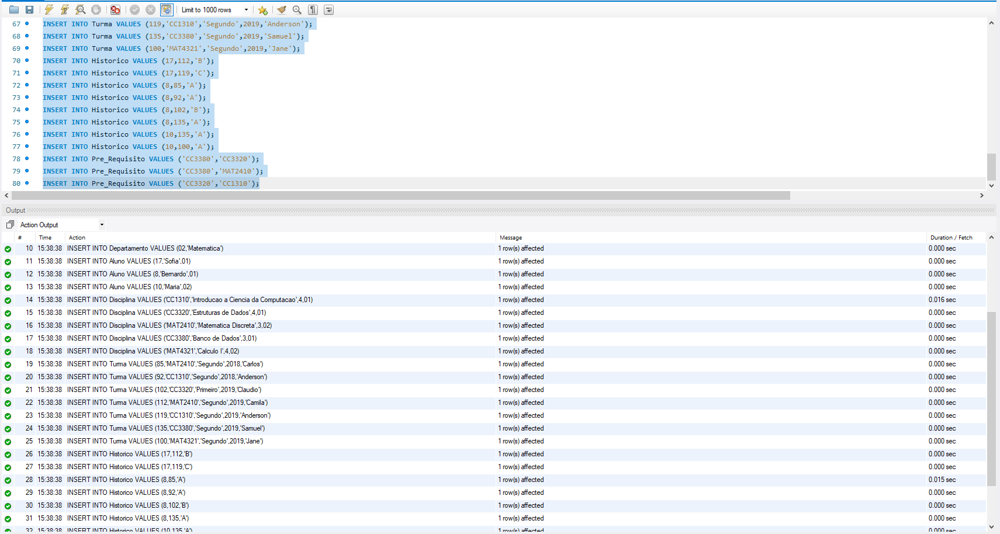 Limit to 1000 rows
67 INSERT INTO Turma VALUES (119,'CC1310','Segundo',2019,'Anderson');
68 INSERT INTO Turma VALUES (135,'CC3380','Segundo',2019,'Samuel');
69 INSERT INTO Turma VALUES (100,'MAT4321','Segundo',2019,'Jane');
70 INSERT INTO Historico VALUES (17,112,'B');
71 INSERT INTO Historico VALUES (17,119,'C');
72 INSERT INTO Historico VALUES (8,85,'A');
73 INSERT INTO Historico VALUES (8,92,'A');
74 INSERT INTO Historico VALUES (8,102,'B');
75 INSERT INTO Historico VALUES (8,135,'A');
76 INSERT INTO Historico VALUES (10,135,'A');
77 INSERT INTO Historico VALUES (10,100,'A');
78 INSERT INTO Pre_Requisito VALUES ('CC3380','CC3320');
79 INSERT INTO Pre_Requisito VALUES ('CC3380','MAT2410');
80 INSERT INTO Pre_Requisito VALUES ('CC3320','CC1310');
Output
Action Output
# Time Action Message Duration / Fetch
10 15:38:38 INSERT INTO Departamento VALUES (02,'Matematica') 1 row(s) affected 0.000 sec
11 15:38:38 INSERT INTO Aluno VALUES (17,'Sofia',01) 1 row(s) affected 0.000 sec
12 15:38:38 INSERT INTO Aluno VALUES (8,'Bernardo',01) 1 row(s) affected 0.000 sec
13 15:38:38 INSERT INTO Aluno VALUES (10,'Maria',02) 1 row(s) affected 0.000 sec
14 15:38:38 INSERT INTO Disciplina VALUES ('CC1310','Introducao a Ciencia da Computacao',4,01) 1 row(s) affected 0.016 sec
15 15:38:38 INSERT INTO Disciplina VALUES ('CC3320','Estruturas de Dados',4,01) 1 row(s) affected 0.000 sec
16 15:38:38 INSERT INTO Disciplina VALUES ('MAT2410','Matematica Discreta',3,02) 1 row(s) affected 0.000 sec
17 15:38:38 INSERT INTO Disciplina VALUES ('CC3380','Banco de Dados',3,01) 1 row(s) affected 0.000 sec
18 15:38:38 INSERT INTO Disciplina VALUES ('MAT4321','Calculo I',4,02) 1 row(s) affected 0.000 sec
19 15:38:38 INSERT INTO Turma VALUES (85,'MAT2410','Segundo',2018,'Carlos') 1 row(s) affected 0.000 sec
20 15:38:38 INSERT INTO Turma VALUES (92,'CC1310','Segundo',2018,'Anderson') 1 row(s) affected 0.000 sec
21 15:38:38 INSERT INTO Turma VALUES (102,'CC3320','Primeiro',2019,'Claudio') 1 row(s) affected 0.000 sec
22 15:38:38 INSERT INTO Turma VALUES (112,'MAT2410','Segundo',2019,'Camila') 1 row(s) affected 0.000 sec
23 15:38:38 INSERT INTO Turma VALUES (119,'CC1310','Segundo',2019,'Anderson') 1 row(s) affected 0.000 sec
24 15:38:38 INSERT INTO Turma VALUES (135,'CC3380','Segundo',2019,'Samuel') 1 row(s) affected 0.000 sec
25 15:38:38 INSERT INTO Turma VALUES (100,'MAT4321','Segundo',2019,'Jane') 1 row(s) affected 0.000 sec
26 15:38:38 INSERT INTO Historico VALUES (17,112,'B') 1 row(s) affected 0.000 sec
27 15:38:38 INSERT INTO Historico VALUES (17,119,'C') 1 row(s) affected 0.000 sec
28 15:38:38 INSERT INTO Historico VALUES (8,85,'A') 1 row(s) affected 0.015 sec
29 15:38:38 INSERT INTO Historico VALUES (8,92,'A') 1 row(s) affected 0.000 sec
30 15:38:38 INSERT INTO Historico VALUES (8,102,'B') 1 row(s) affected 0.000 sec
31 15:38:38 INSERT INTO Historico VALUES (8,135,'A') 1 row(s) affected 0.000 sec
32 15:38:38 INSERT INTO Historico VALUES (10,135,'A') 1 row(s) affected 0.000 sec